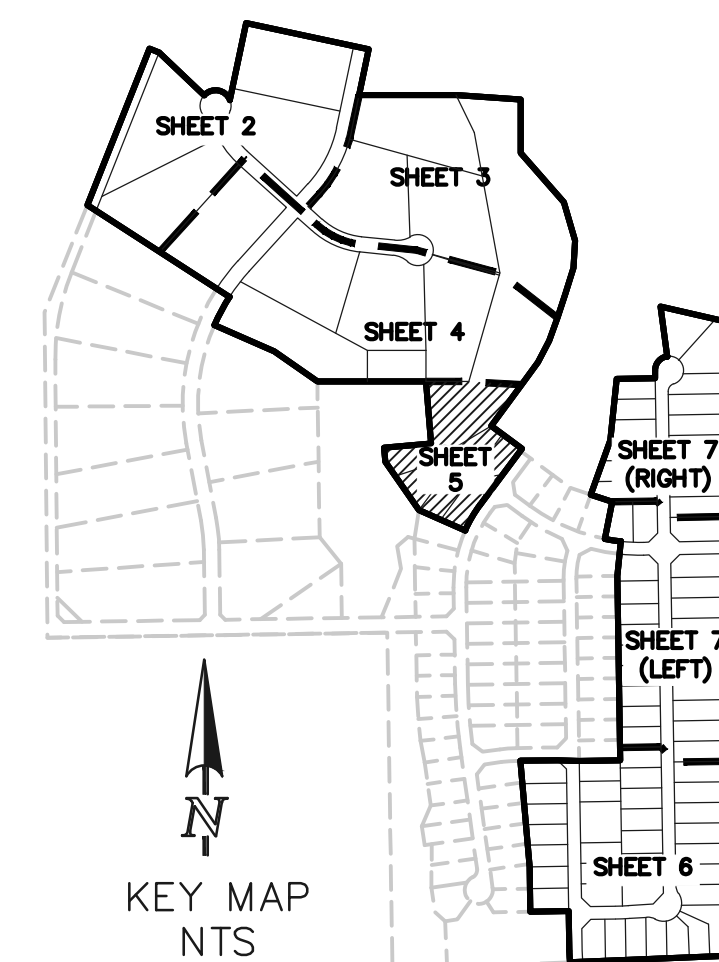 SHEET 2
SHEET 3
SHEET 4
SHEET
5
SHEET 7
(RIGHT)
SHEET 7
(LEFT)
SHEET 6
N
KEY MAP
NTS